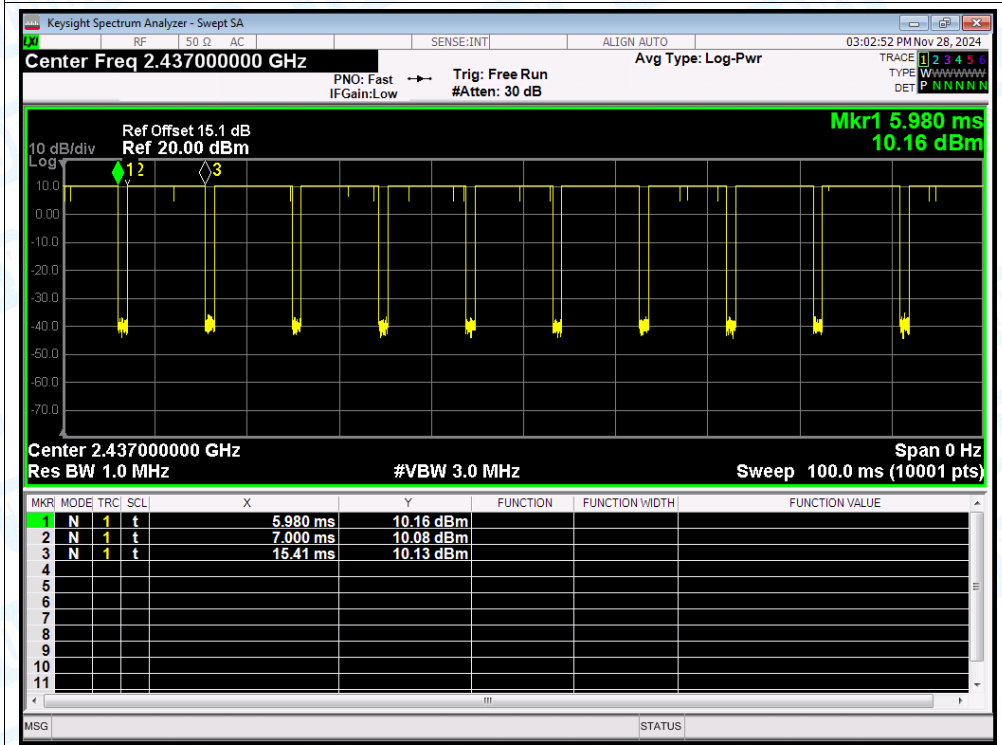 Keysight Spectrum Analyzer - Swept SA
LXI RF 50 Ω AC SENSE:INT ALIGN AUTO 03:02:52 PM Nov 28, 2024
Center Freq 2.437000000 GHz
PNO: Fast
IFGain:Low
Trig: Free Run
#Atten: 30 dB
Avg Type: Log-Pwr
TRACE 1 2 3 4 5 6
TYPE WWWWWW
DET P N N N N N
Mkr1 5.980 ms
10.16 dBm
Ref Offset 15.1 dB
10 dB/div Ref 20.00 dBm
Log
1 2 3
10.0
0.00
-10.0
-20.0
-30.0
-40.0
-50.0
-60.0
-70.0
Center 2.437000000 GHz Span 0 Hz
Res BW 1.0 MHz #VBW 3.0 MHz Sweep 100.0 ms (10001 pts)
MKR MODE TRC SCL X Y FUNCTION FUNCTION WIDTH FUNCTION VALUE
1 N 1 t 5.980 ms 10.16 dBm
2 N 1 t 7.000 ms 10.08 dBm
3 N 1 t 15.41 ms 10.13 dBm
4
5
6
7
8
9
10
11
MSG STATUS